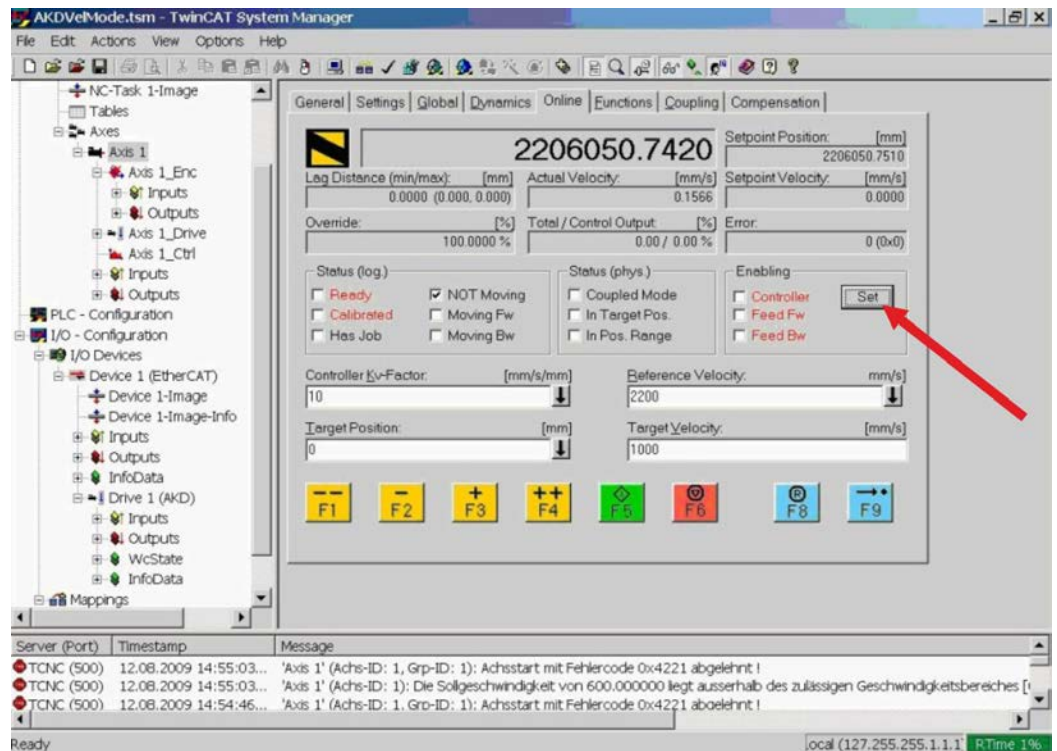 AKDVelMode.tsm - TwinCAT System Manager
File Edit Actions View Options Help
NC-Task 1-Image
Tables
Axes
Axis 1
Axis 1_Enc
Inputs
Outputs
Axis 1_Drive
Axis 1_Ctrl
Inputs
Outputs
PLC - Configuration
I/O - Configuration
I/O Devices
Device 1 (EtherCAT)
Device 1-Image
Device 1-Image-Info
Inputs
Outputs
InfoData
Drive 1 (AKD)
Inputs
Outputs
WcState
InfoData
Mappings
General Settings Global Dynamics Online Functions Coupling Compensation
2206050.7420
Setpoint Position: [mm]
2206050.7510
Lag Distance (min/max): [mm] Actual Velocity: [mm/s] Setpoint Velocity: [mm/s]
0.0000 (0.000, 0.000) 0.1566 0.0000
Override: [%] Total / Control Output: [%] Error:
100.0000 % 0.00 / 0.00 % 0 (0x0)
Status (log.) Status (phys.) Enabling
Ready NOT Moving Coupled Mode Controller Set
Calibrated Moving Fw In Target Pos. Feed Fw
Has Job Moving Bw In Pos. Range Feed Bw
Controller Kv-Factor: [mm/s/mm] Reference Velocity: mm/s]
10 2200
Target Position: [mm] Target Velocity: [mm/s]
0 1000
-- F1 - F2 + F3 ++ F4 F5 F6 R F8 F9
Server (Port) Timestamp Message
TCNC (500) 12.08.2009 14:55:03... 'Axis 1' (Achs-ID: 1, Grp-ID: 1): Achsstart mit Fehlercode 0x4221 abgelehnt !
TCNC (500) 12.08.2009 14:55:03... 'Axis 1' (Achs-ID: 1): Die Sollgeschwindigkeit von 600.000000 liegt ausserhalb des zulässigen Geschwindigkeitsbereiches [
TCNC (500) 12.08.2009 14:54:46... 'Axis 1' (Achs-ID: 1, Grp-ID: 1): Achsstart mit Fehlercode 0x4221 abgelehnt !
Ready ocal (127.255.255.1.1.1 RTime 1%